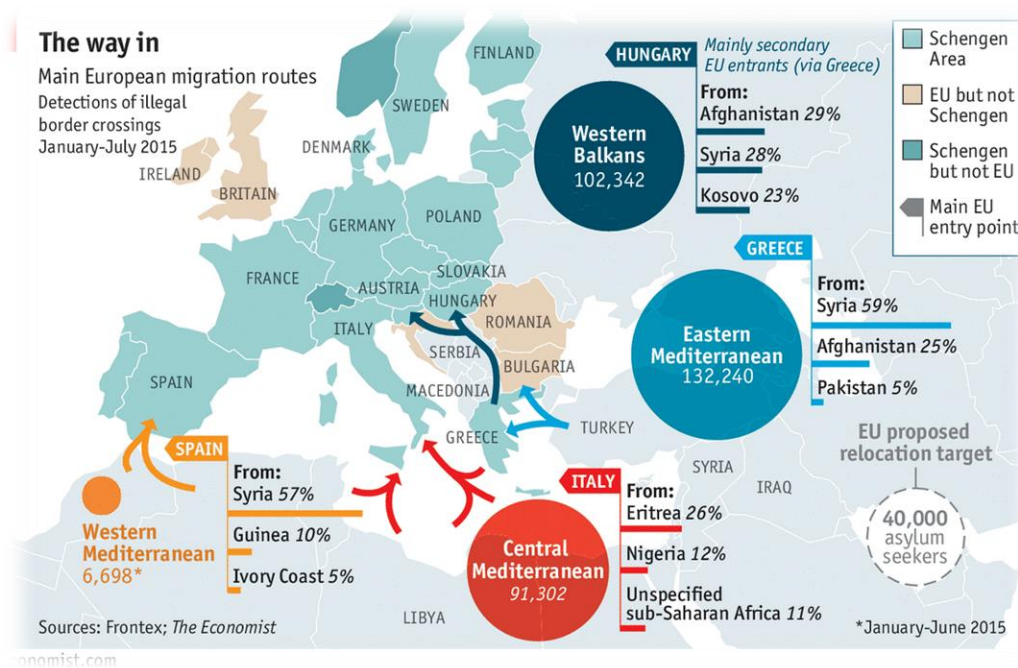 The way in
Main European migration routes
Detections of illegal
border crossings
January-July 2015
FINLAND
SWEDEN
DENMARK
IRELAND
BRITAIN
GERMANY
POLAND
FRANCE
SLOVAKIA
AUSTRIA
HUNGARY
ITALY
ROMANIA
SERBIA
BULGARIA
SPAIN
MACEDONIA
GREECE
TURKEY
SYRIA
IRAQ
LIBYA
HUNGARY
Mainly secondary
EU entrants (via Greece)
Western
Balkans
102,342
From:
Afghanistan 29%
Syria 28%
Kosovo 23%
Schengen
Area
EU but not
Schengen
Schengen
but not EU
Main EU
entry point
GREECE
Eastern
Mediterranean
132,240
From:
Syria 59%
Afghanistan 25%
Pakistan 5%
SPAIN
Western
Mediterranean
6,698*
From:
Syria 57%
Guinea 10%
Ivory Coast 5%
ITALY
Central
Mediterranean
91,302
From:
Eritrea 26%
Nigeria 12%
Unspecified
sub-Saharan Africa 11%
EU proposed
relocation target
40,000
asylum
seekers
Sources: Frontex; The Economist
*January-June 2015
onomist.com